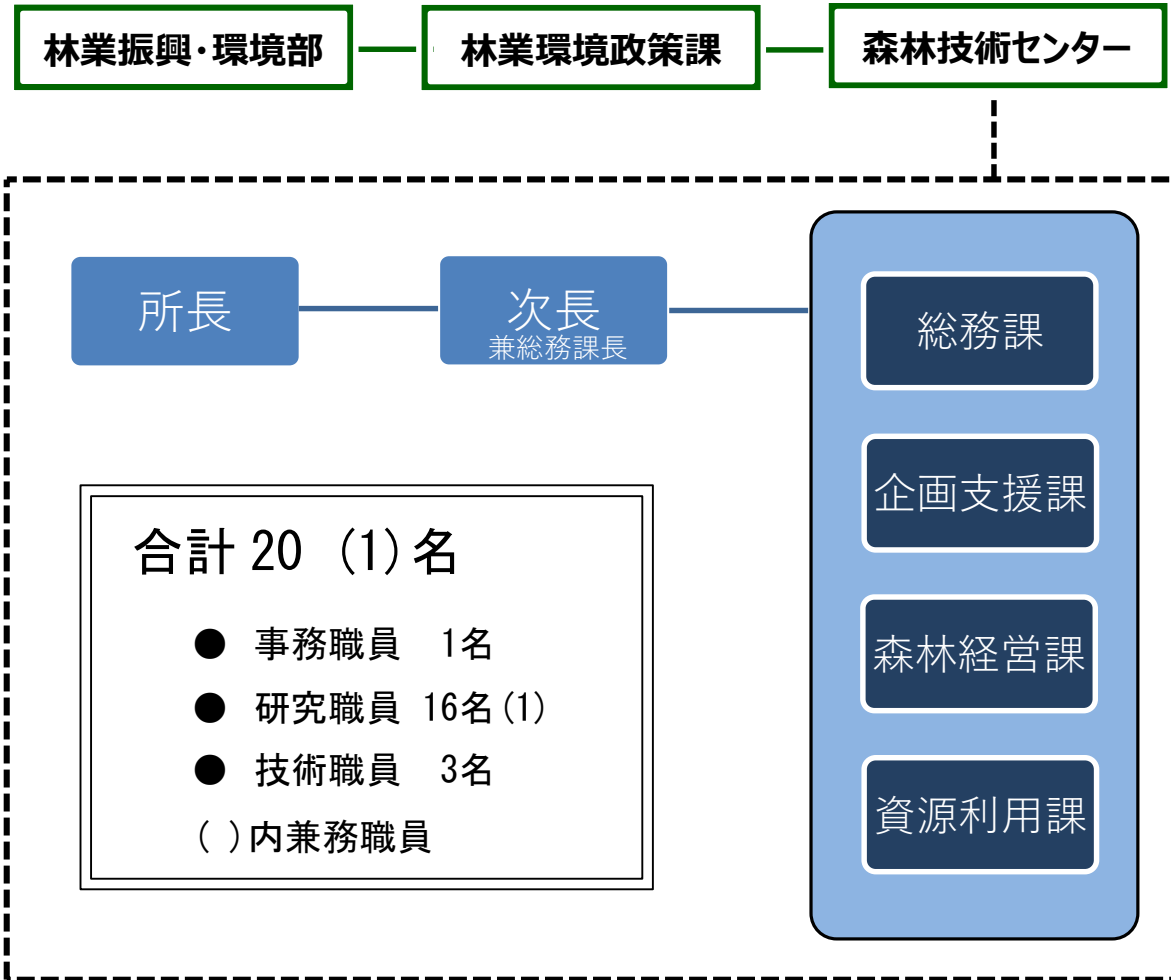 林業振興・環境部
林業環境政策課
森林技術センター
所長
次長
兼総務課長
総務課
企画支援課
森林経営課
資源利用課
合計 20 (1)名
● 事務職員 1名
● 研究職員 16名(1)
● 技術職員 3名
( )内兼務職員